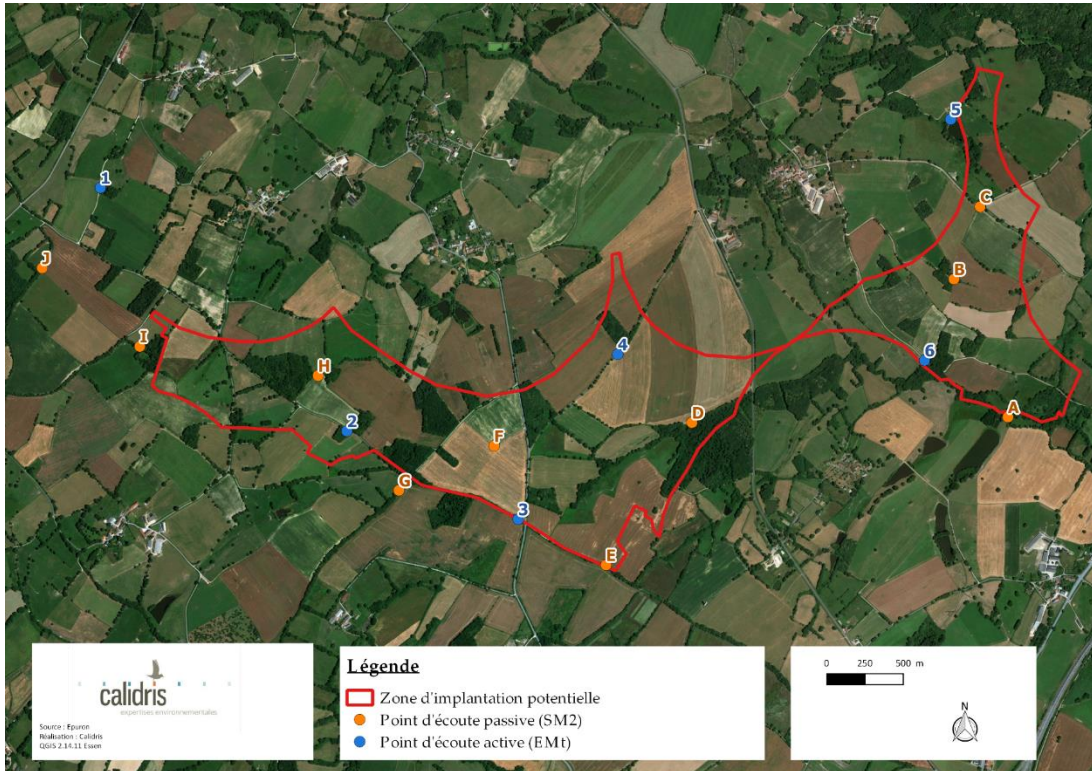 5
1
C
J
B
I
4
6
H
A
D
2
F
G
3
E
calidris
expertises environnementales
Source : Epuron
Réalisation : Calidris
QGIS 2.14.11 Essen
Légende
Zone d'implantation potentielle
Point d'écoute passive (SM2)
Point d'écoute active (EMt)
0 250 500 m
N